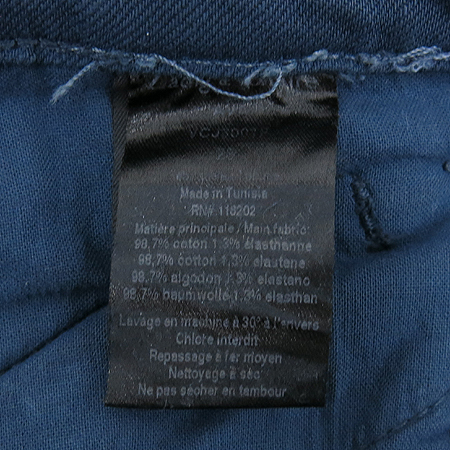 Made in Tunisia
RN# 116202
Matière principale/ Main fabric:
98,7% coton 1,3% élasthanne
98,7% cotton 1,3% elastane
98,7% algodon 1,3% elastano
98,7% baumwolle 1,3% elasthan
Lavage en machine à 30° à l'envers
Chlore interdit
Repassage à fer moyen
Nettoyage à sec
Ne pas sécher en tambour